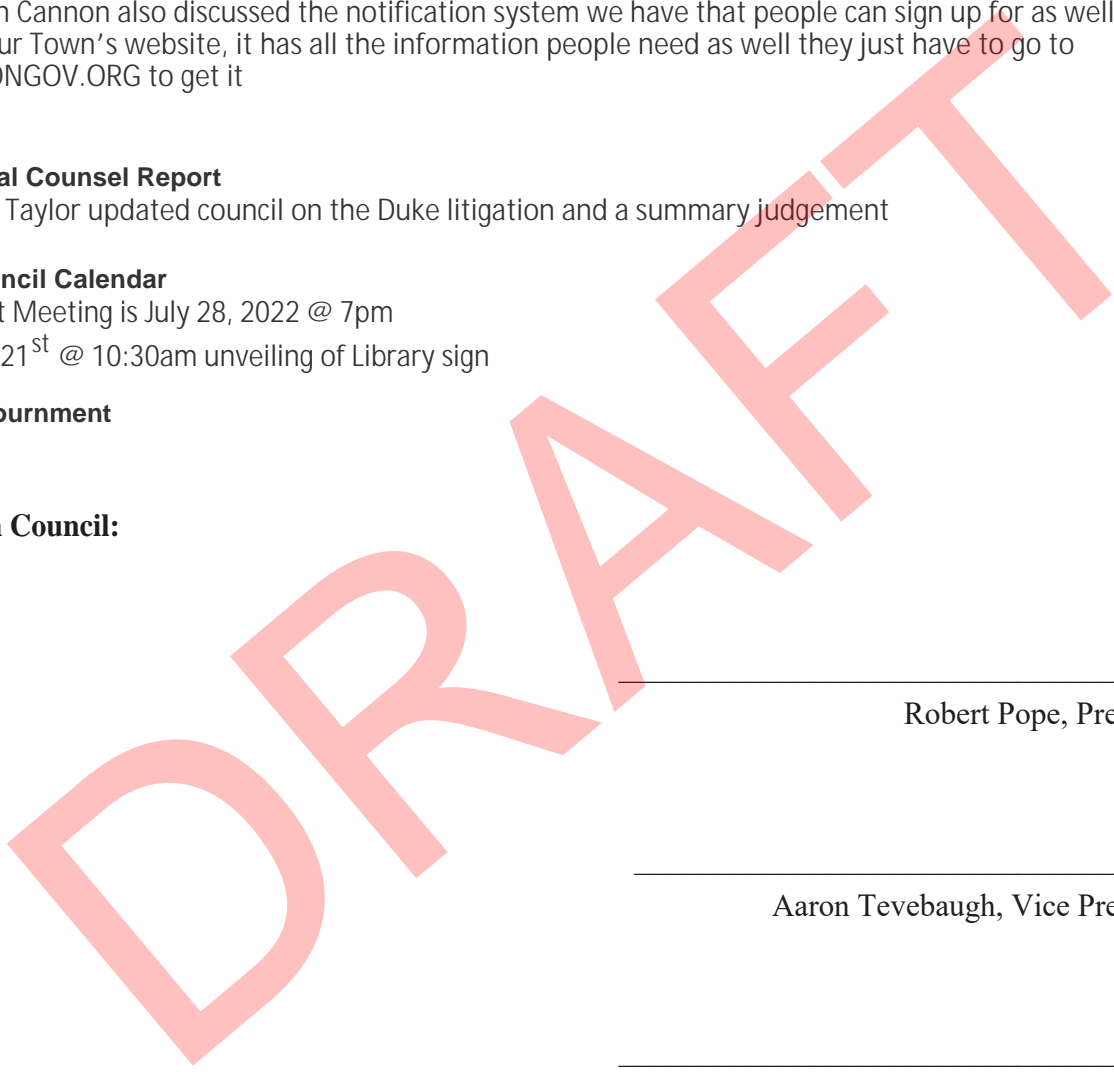 n Cannon also discussed the notification system we have that people can sign up for as well
ur Town's website, it has all the information people need as well they just have to go to
ONGOV.ORG to get it
al Counsel Report
Taylor updated council on the Duke litigation and a summary judgement
ncil Calendar
t Meeting is July 28, 2022 @ 7pm
21st @ 10:30am unveiling of Library sign
ournment
n Council:
Robert Pope, Pre
Aaron Tevebaugh, Vice Pre
DRAFT